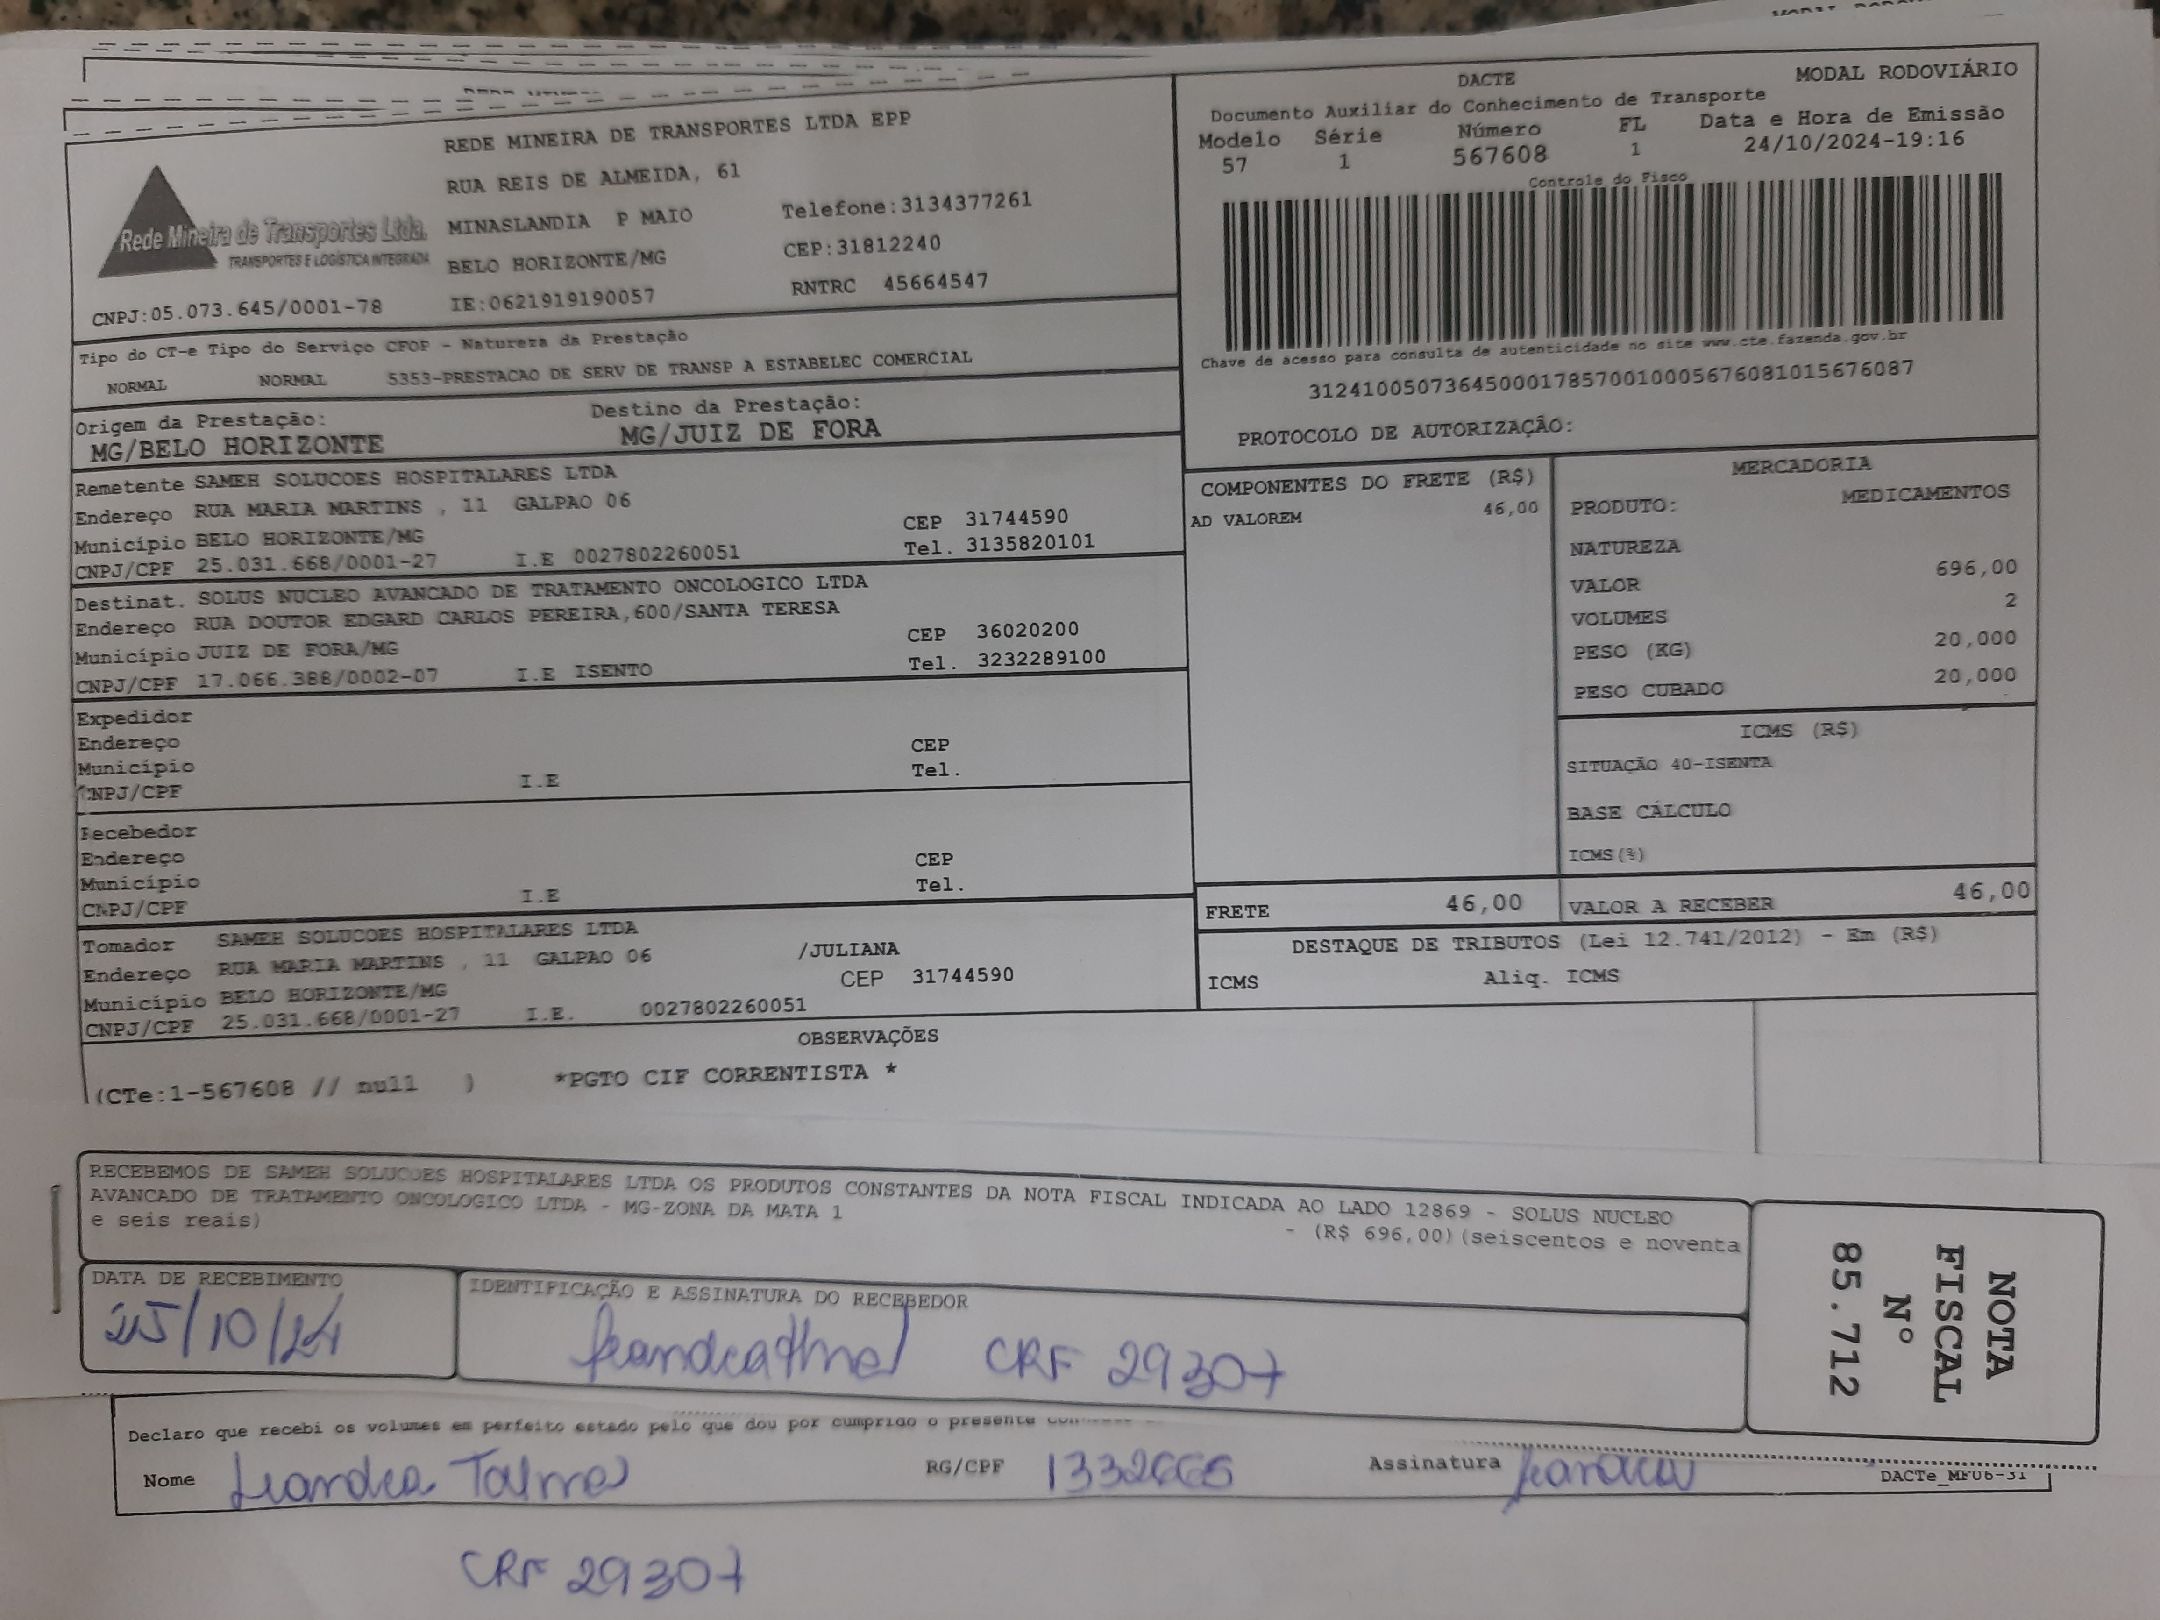 REDE MINEIRA DE TRANSPORTES LTDA EPP
RUA REIS DE ALMEIDA, 61
MINASLANDIA P MAIO Telefone:3134377261
BELO HORIZONTE/MG CEP:31812240
CNPJ:05.073.645/0001-78 IE:0621919190057 RNTRC 45664547
Rede Mineira de Transportes Ltda.
TRANSPORTES E LOGÍSTICA INTEGRADA
Tipo do CT-e Tipo do Serviço CFOP - Natureza da Prestação
NORMAL NORMAL 5353-PRESTACAO DE SERV DE TRANSP A ESTABELEC COMERCIAL
Origem da Prestação: Destino da Prestação:
MG/BELO HORIZONTE MG/JUIZ DE FORA
DACTE MODAL RODOVIÁRIO
Documento Auxiliar do Conhecimento de Transporte
Modelo Série Número FL Data e Hora de Emissão
57 1 567608 1 24/10/2024-19:16
Controle do Fisco
Chave de acesso para consulta de autenticidade no site www.cte.fazenda.gov.br
31241005073645000178570010005676081015676087
PROTOCOLO DE AUTORIZAÇÃO:
Remetente SAMEH SOLUCOES HOSPITALARES LTDA
Endereço RUA MARIA MARTINS , 11 GALPAO 06
Município BELO HORIZONTE/MG CEP 31744590
CNPJ/CPF 25.031.668/0001-27 I.E 0027802260051 Tel. 3135820101
Destinat. SOLUS NUCLEO AVANCADO DE TRATAMENTO ONCOLOGICO LTDA
Endereço RUA DOUTOR EDGARD CARLOS PEREIRA,600/SANTA TERESA
Município JUIZ DE FORA/MG CEP 36020200
CNPJ/CPF 17.066.388/0002-07 I.E ISENTO Tel. 3232289100
Expedidor
Endereço
Município CEP
CNPJ/CPF I.E Tel.
Recebedor
Endereço
Município CEP
CNPJ/CPF I.E Tel.
Tomador SAMEH SOLUCOES HOSPITALARES LTDA
Endereço RUA MARIA MARTINS , 11 GALPAO 06 /JULIANA
Município BELO HORIZONTE/MG CEP 31744590
CNPJ/CPF 25.031.668/0001-27 I.E. 0027802260051
COMPONENTES DO FRETE (R$)
AD VALOREM 46,00
MERCADORIA
PRODUTO: MEDICAMENTOS
NATUREZA
VALOR 696,00
VOLUMES 2
PESO (KG) 20,000
PESO CUBADO 20,000
ICMS (R$)
SITUAÇÃO 40-ISENTA
BASE CÁLCULO
ICMS(%)
FRETE 46,00 VALOR A RECEBER 46,00
DESTAQUE DE TRIBUTOS (Lei 12.741/2012) - Em (R$)
ICMS Aliq. ICMS
OBSERVAÇÕES
(CTe:1-567608 // null ) *PGTO CIF CORRENTISTA *
RECEBEMOS DE SAMEH SOLUCOES HOSPITALARES LTDA OS PRODUTOS CONSTANTES DA NOTA FISCAL INDICADA AO LADO 12869 - SOLUS NUCLEO
AVANCADO DE TRATAMENTO ONCOLOGICO LTDA - MG-ZONA DA MATA 1 - (R$ 696,00)(seiscentos e noventa
e seis reais)
DATA DE RECEBIMENTO
25/10/24
IDENTIFICAÇÃO E ASSINATURA DO RECEBEDOR
CRF 29307
NOTA
FISCAL
Nº
85.712
Declaro que recebi os volumes em perfeito estado pelo que dou por cumprido o presente
Nome Leandra RG/CPF Assinatura
DACTe_MF06-31
CRF 29307